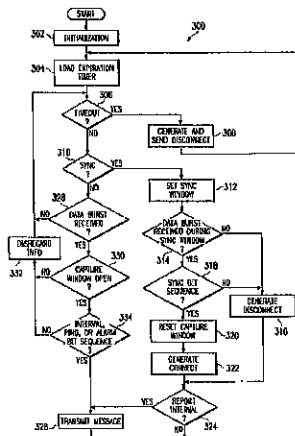 START
300
302
INITIALIZATION
304
LOAD EXPIRATION
TIMER
306
TIMEOUT
?
YES
NO
GENERATE AND
SEND DISCONNECT
308
310
SYNC
?
YES
NO
SET SYNC
WINDOW
312
328
DATA BURST
RECEIVED
?
NO
YES
DATA BURST
RECEIVED DURING
SYNC WINDOW
?
314
NO
YES
DISREGARD
INFO
332
330
CAPTURE
WINDOW OPEN
?
NO
YES
318
SYNC BIT
SEQUENCE
?
NO
YES
GENERATE
DISCONNECT
316
334
INTERVAL,
PING, OR ALARM
BIT SEQUENCE
?
NO
YES
RESET CAPTURE
WINDOW
320
GENERATE
CONNECT
322
REPORT
INTERNAL
?
324
YES
NO
326
TRANSMIT MESSAGE